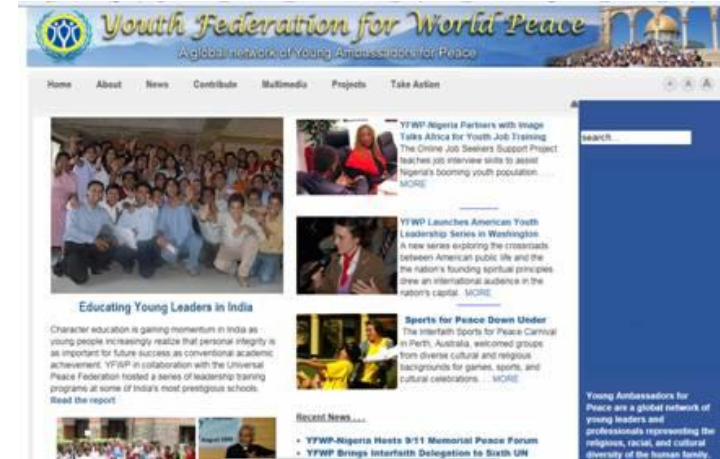 Youth Federation for World Peace
A global network of Young Ambassadors for Peace
Home About News Contribute Multimedia Projects Take Action
A A A
search...
Educating Young Leaders in India
Character education is gaining momentum in India as
young people increasingly realize that personal integrity is
as important for future success as conventional academic
achievement. YFWP in collaboration with the Universal
Peace Federation hosted a series of leadership training
programs at some of India's most prestigious schools.
Read the report
August 2009
YFWP-Nigeria Partners with Image
Talks Africa for Youth Job Training
The Online Job Seekers Support Project
teaches job interview skills to assist
Nigeria's booming youth population . . . .
MORE
YFWP Launches American Youth
Leadership Series in Washington
A new series exploring the crossroads
between American public life and the
the nation's founding spiritual principles
drew an international audience in the
nation's capital. MORE
Sports for Peace Down Under
The Interfaith Sports for Peace Carnival
in Perth, Australia, welcomed groups
from diverse cultural and religious
backgrounds for games, sports, and
cultural celebrations. . . . MORE
Recent News . . . .
• YFWP-Nigeria Hosts 9/11 Memorial Peace Forum
• YFWP Brings Interfaith Delegation to Sixth UN
Young Ambassadors for
Peace are a global network of
young leaders and
professionals representing the
religious, racial, and cultural
diversity of the human family.